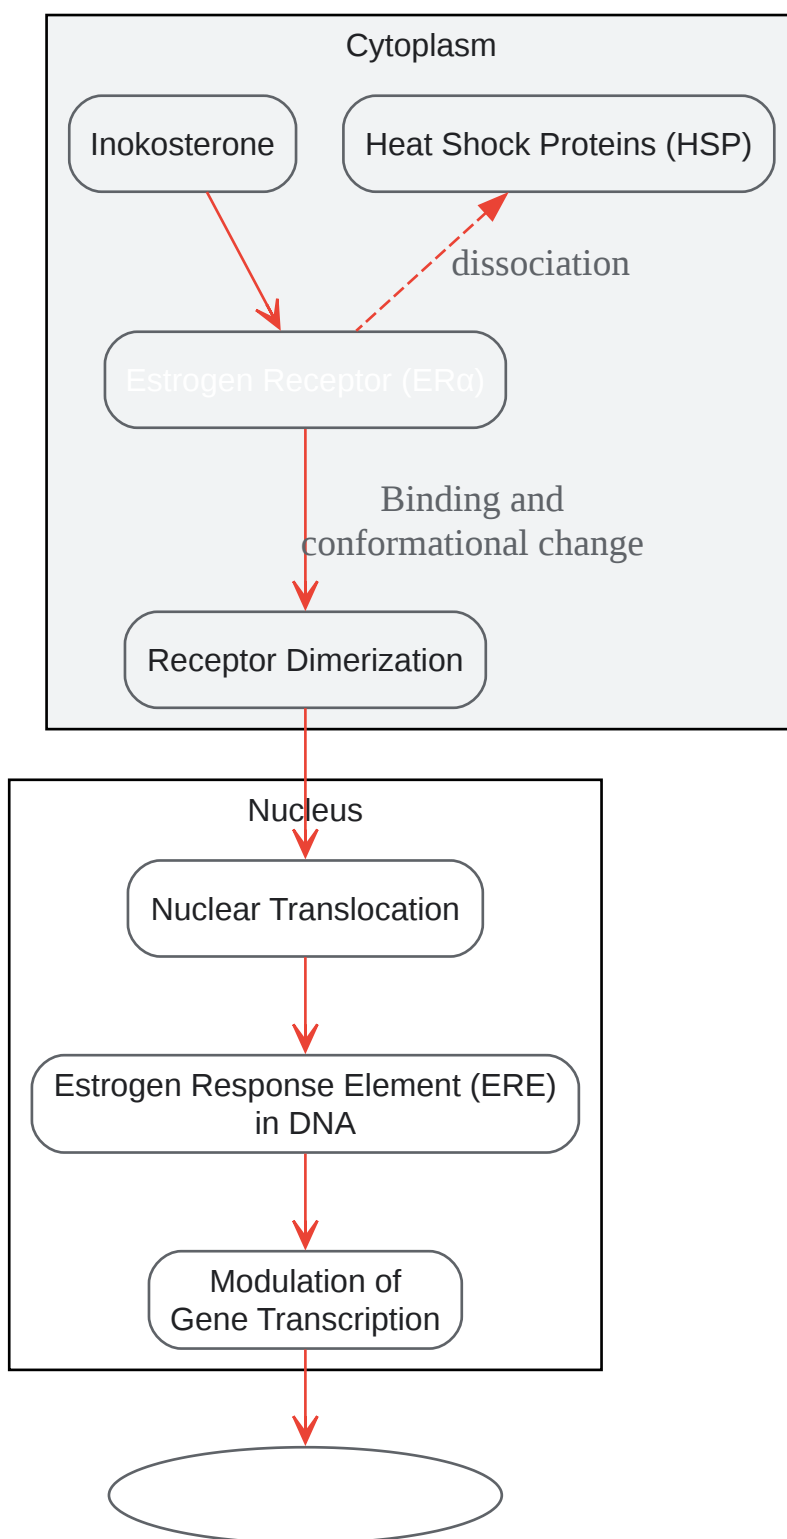 Cytoplasm
Inokosterone
Heat Shock Proteins (HSP)
dissociation
Estrogen Receptor (ERα)
Binding and
conformational change
Receptor Dimerization
Nucleus
Nuclear Translocation
Estrogen Response Element (ERE)
in DNA
Modulation of
Gene Transcription